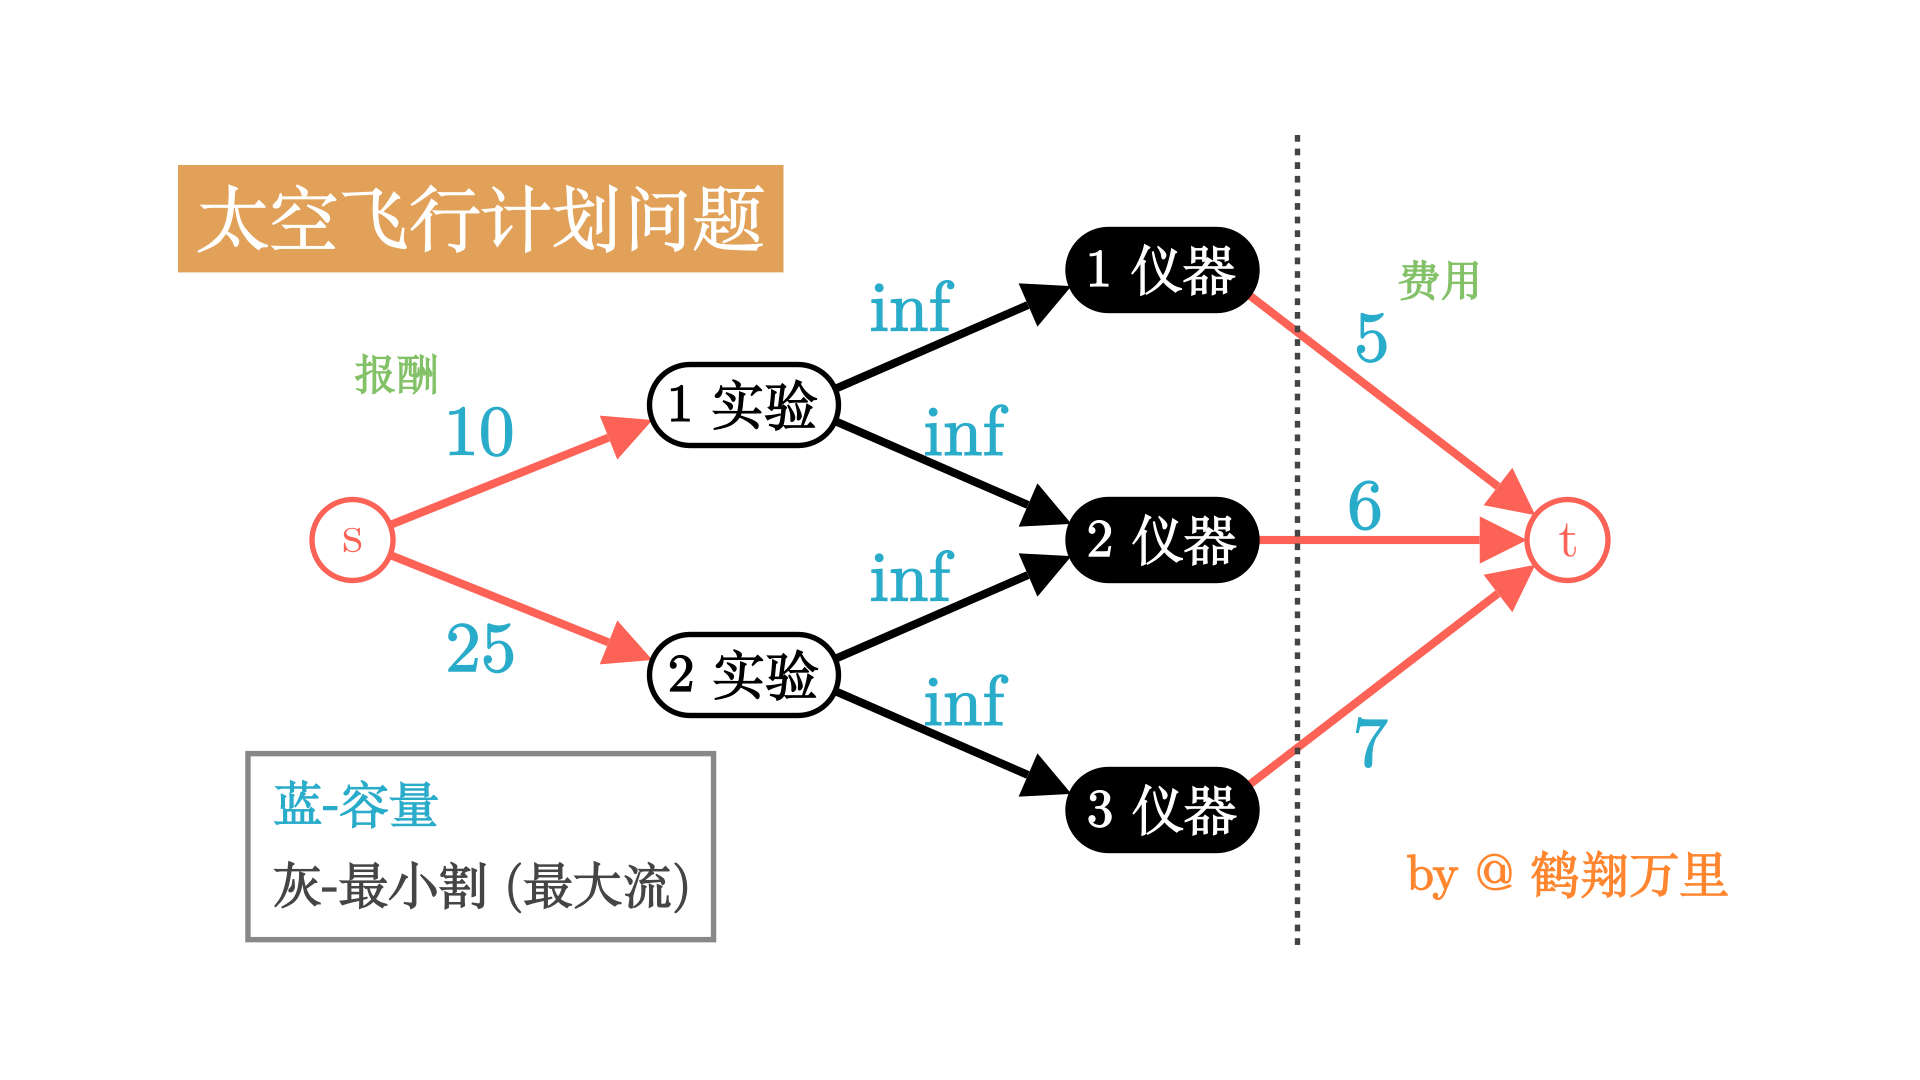 太空飞行计划问题
1 仪器
费用
inf
5
报酬
1 实验
10
inf
6
s
2 仪器
t
inf
25
2 实验
inf
7
3 仪器
蓝-容量
灰-最小割 (最大流)
by @ 鹤翔万里